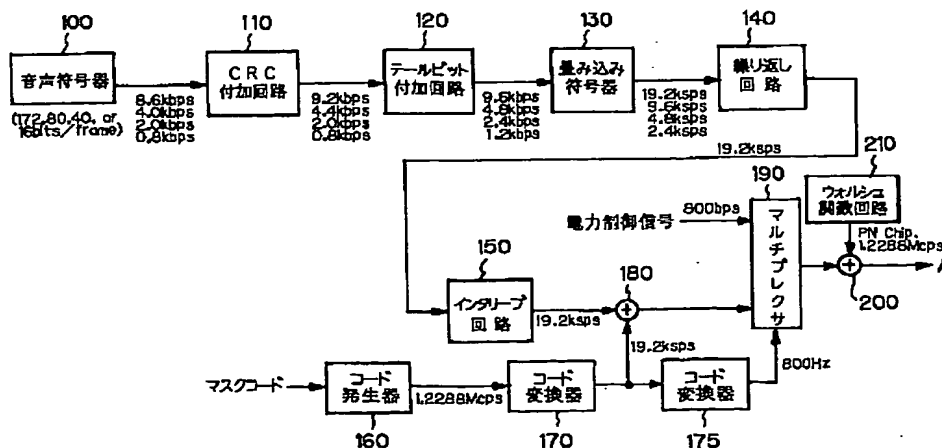 100
音声符号器
(172,80,40, or
16bits/frame)
8.6kbps
4.0kbps
2.0kbps
0.8kbps
110
CRC
付加回路
9.2kbps
4.4kbps
2.0kbps
0.8kbps
120
テールビット
付加回路
9.6kbps
4.8kbps
2.4kbps
1.2kbps
130
畳み込み
符号器
19.2ksps
9.6ksps
4.8ksps
2.4ksps
140
繰り返し
回路
19.2ksps
150
インタリーブ
回路
19.2ksps
180
電力制御信号
800bps
190
マルチプレクサ
210
ウォルシュ
関数回路
PN Chip.
1.2288Mcps
A
200
マスクコード
コード
発生器
160
1.2288Mcps
コード
変換器
170
19.2ksps
コード
変換器
175
800Hz